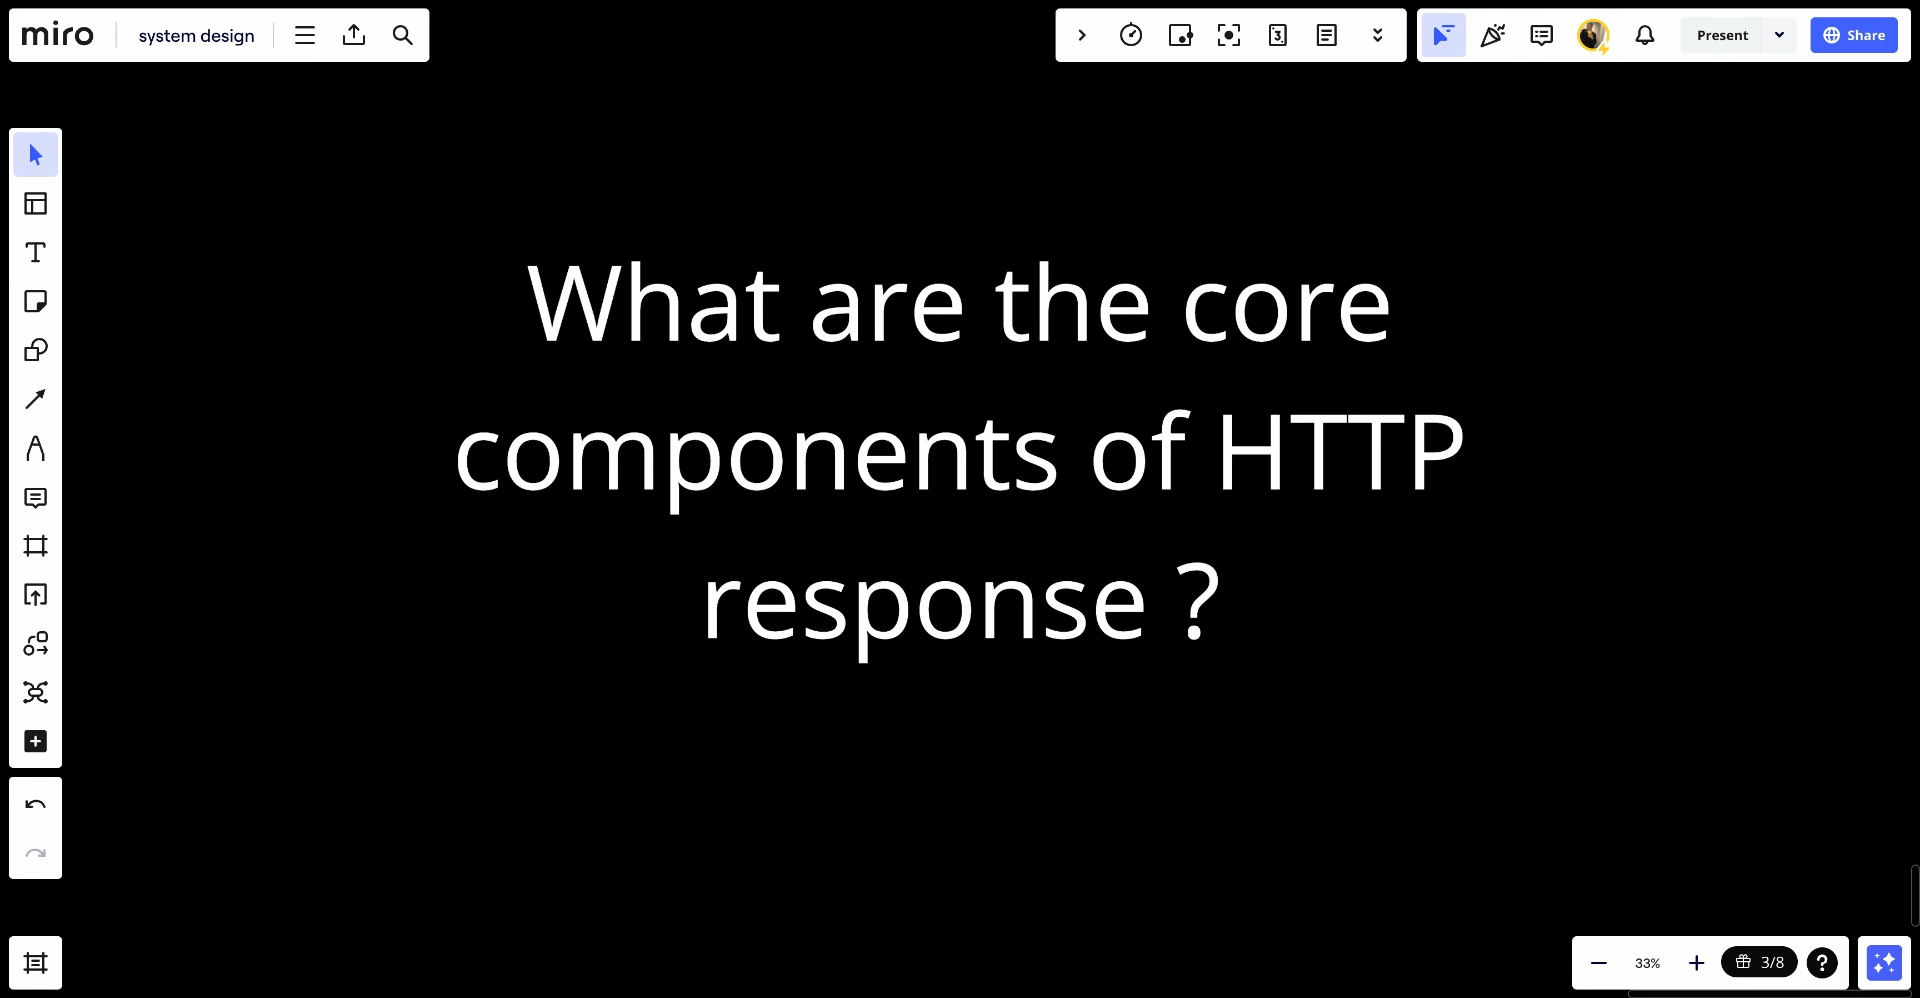 miro
system design
Present
Share
What are the core
components of HTTP
response ?
33%
3/8